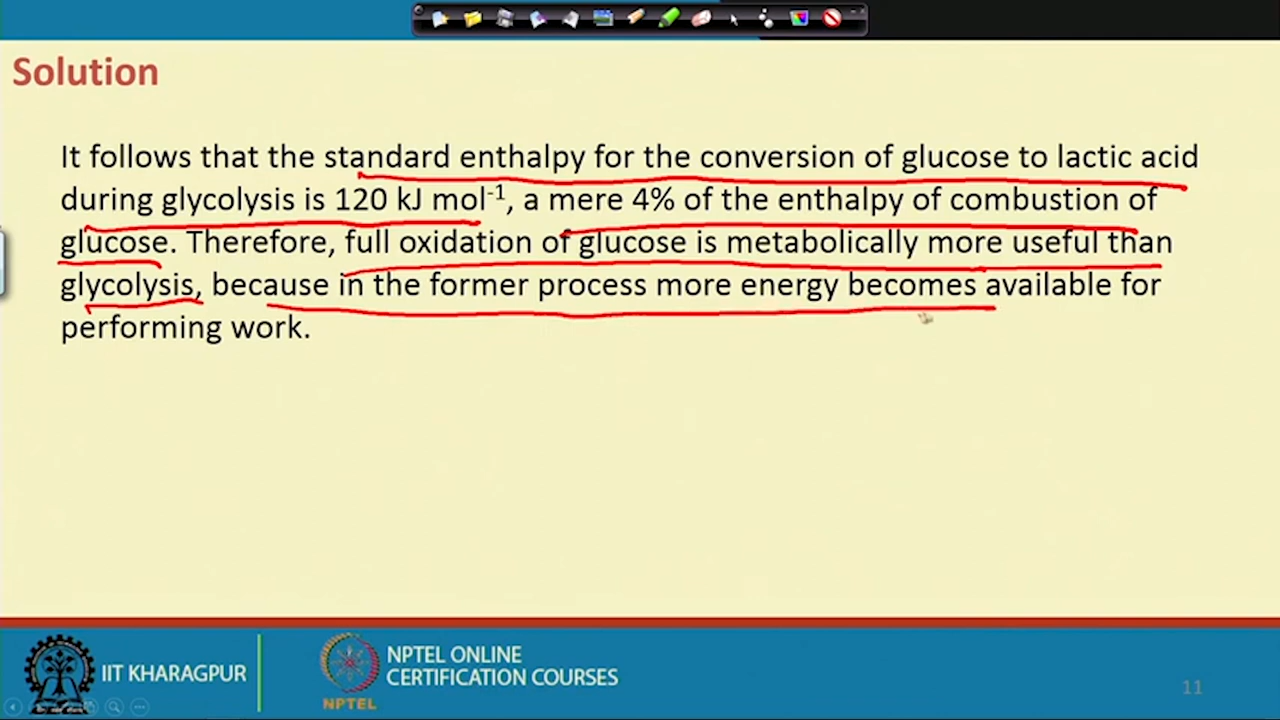 Solution
It follows that the standard enthalpy for the conversion of glucose to lactic acid
during glycolysis is 120 kJ mol⁻¹, a mere 4% of the enthalpy of combustion of
glucose. Therefore, full oxidation of glucose is metabolically more useful than
glycolysis, because in the former process more energy becomes available for
performing work.
IIT KHARAGPUR
NPTEL ONLINE
CERTIFICATION COURSES
NPTEL
11